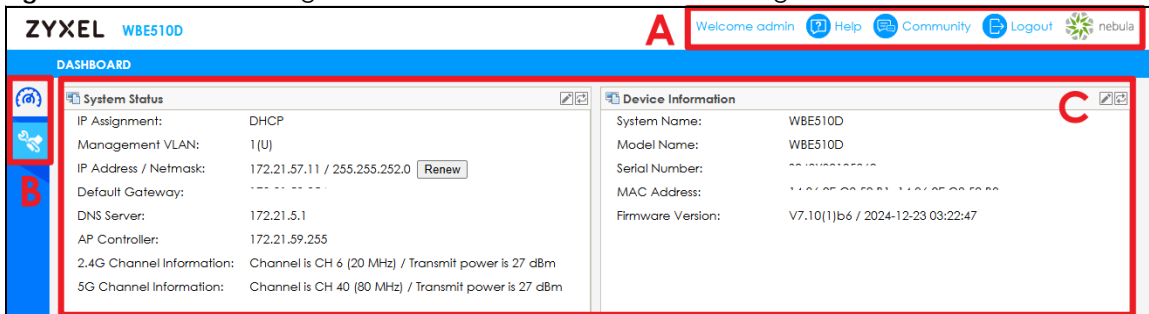 ZYXEL WBE510D
A
Welcome admin Help Community Logout nebula
DASHBOARD
B
C
System Status
IP Assignment: DHCP
Management VLAN: 1(U)
IP Address / Netmask: 172.21.57.11 / 255.255.252.0 Renew
Default Gateway:
DNS Server: 172.21.5.1
AP Controller: 172.21.59.255
2.4G Channel Information: Channel is CH 6 (20 MHz) / Transmit power is 27 dBm
5G Channel Information: Channel is CH 40 (80 MHz) / Transmit power is 27 dBm
Device Information
System Name: WBE510D
Model Name: WBE510D
Serial Number:
MAC Address:
Firmware Version: V7.10(1)b6 / 2024-12-23 03:22:47